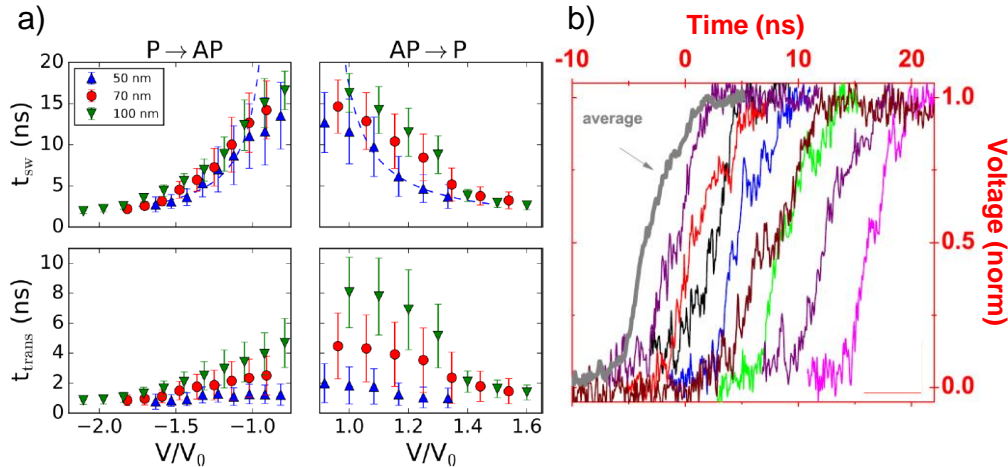 a)
P → AP
AP → P
50 nm
70 nm
100 nm
t_sw (ns)
20
15
10
5
0
t_trans (ns)
10
8
6
4
2
0
−2.0 −1.5 −1.0
V/V₀
1.0 1.2 1.4 1.6
V/V₀
b)
Time (ns)
-10 0 10 20
average
1.0
0.5
0.0
Voltage (norm)